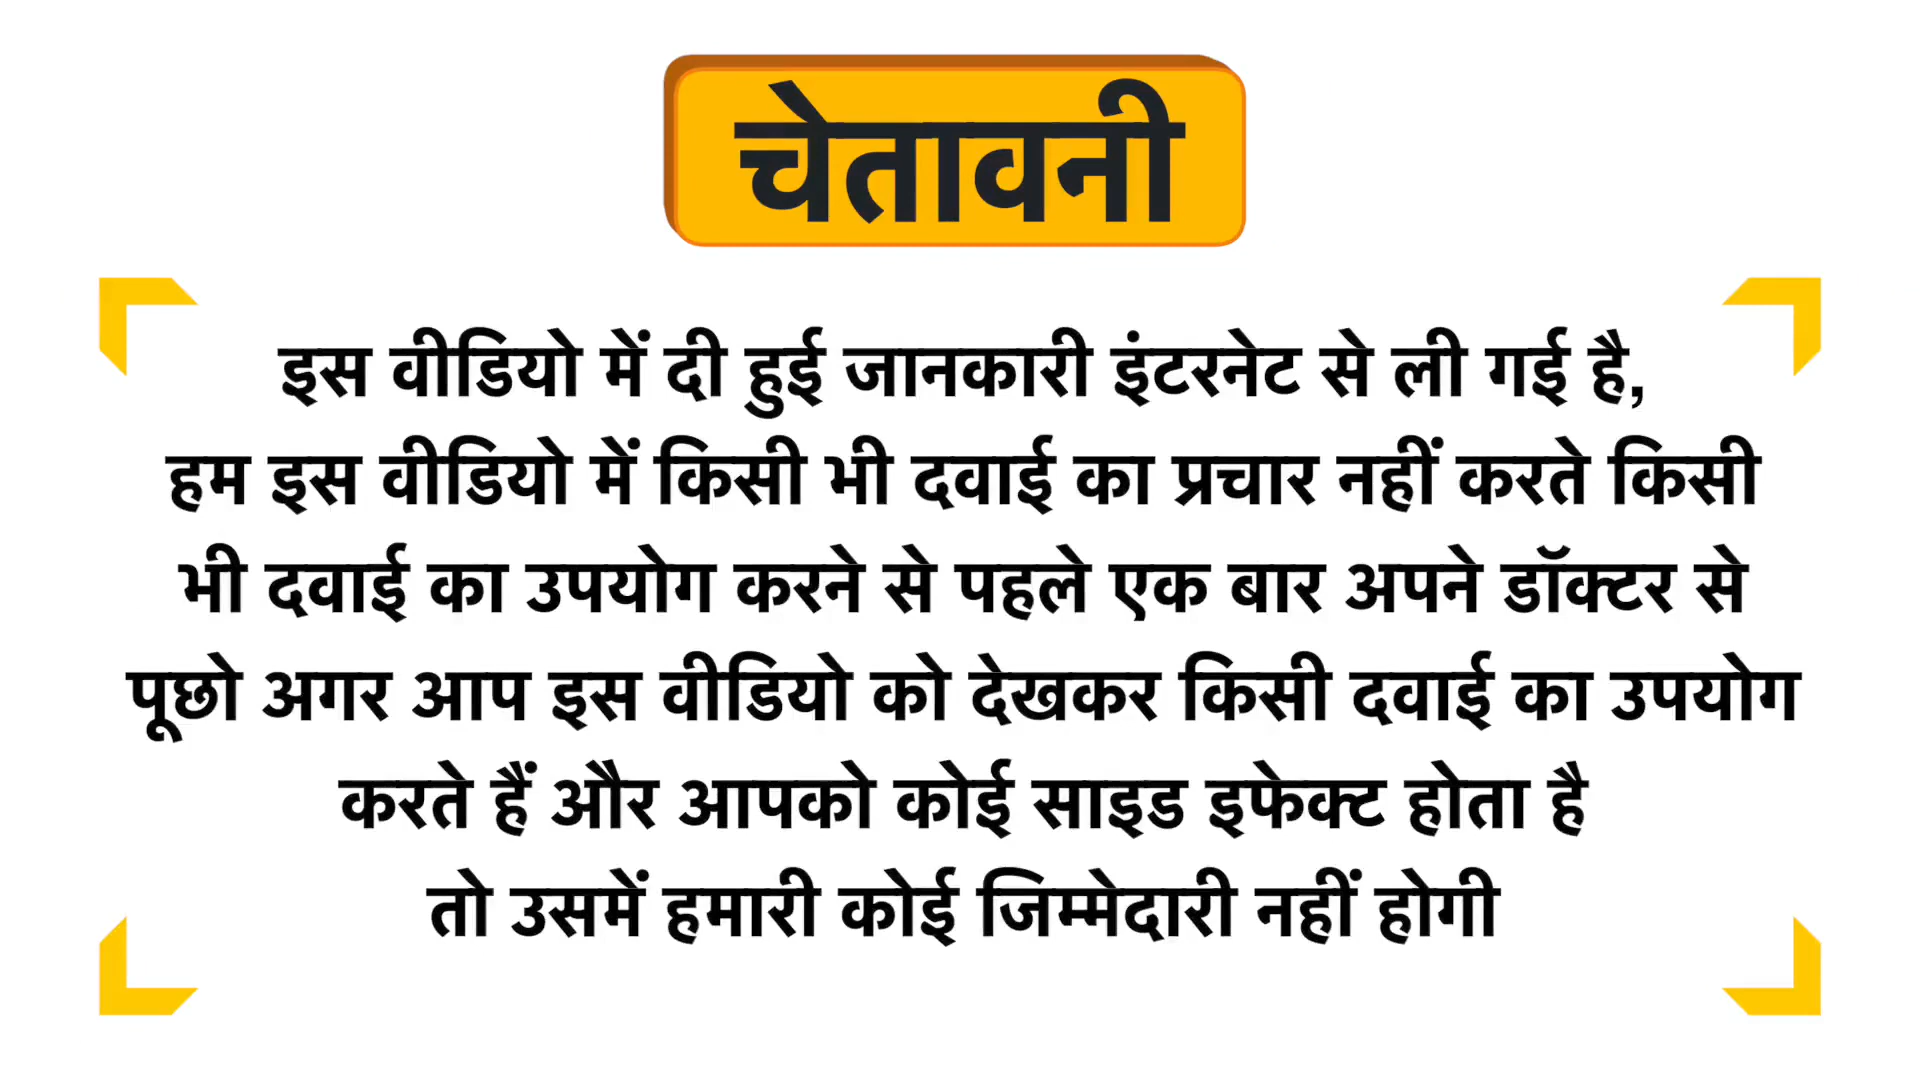 चेतावनी
इस वीडियो में दी हुई जानकारी इंटरनेट से ली गई है,
हम इस वीडियो में किसी भी दवाई का प्रचार नहीं करते किसी
भी दवाई का उपयोग करने से पहले एक बार अपने डॉक्टर से
पूछो अगर आप इस वीडियो को देखकर किसी दवाई का उपयोग
करते हैं और आपको कोई साइड इफेक्ट होता है
तो उसमें हमारी कोई जिम्मेदारी नहीं होगी